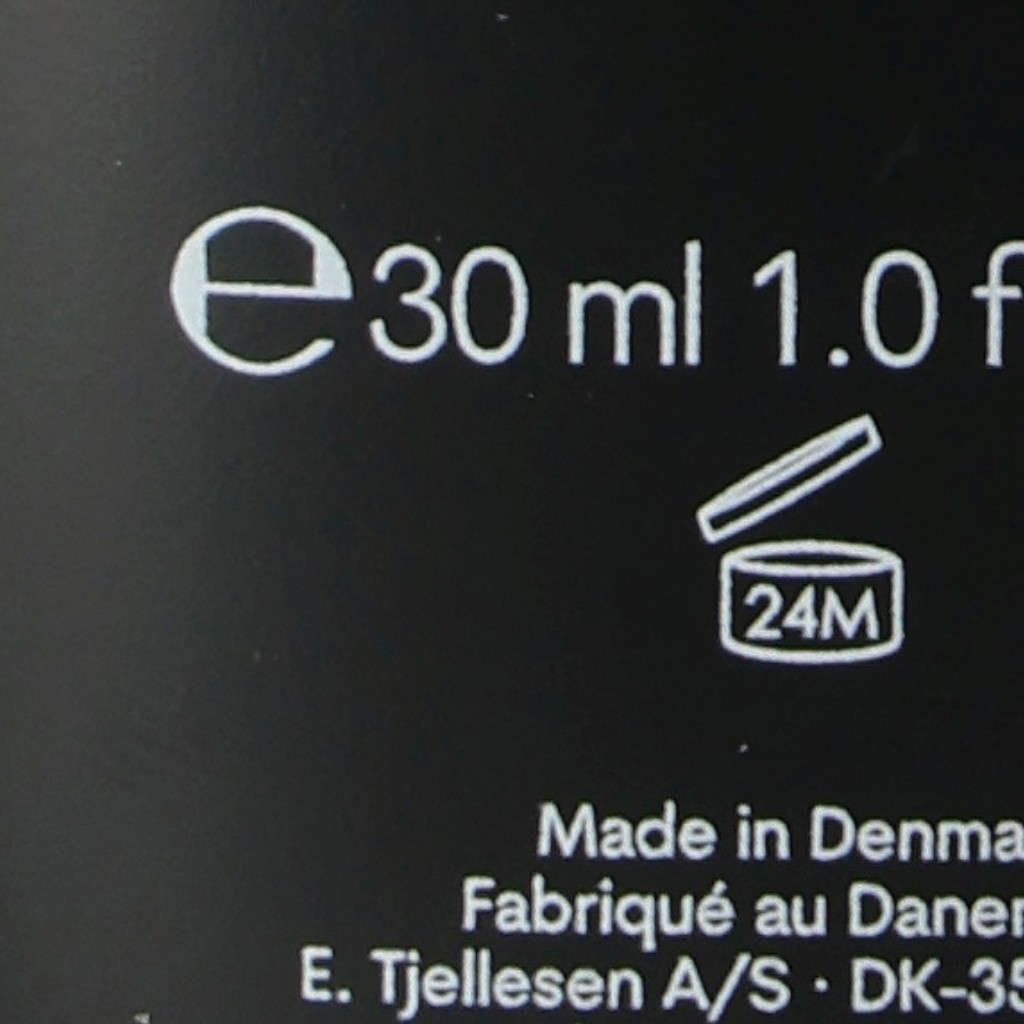 ℮30 ml 1.0 f
24M
Made in Denma
Fabriqué au Daner
E. Tjellesen A/S · DK-35